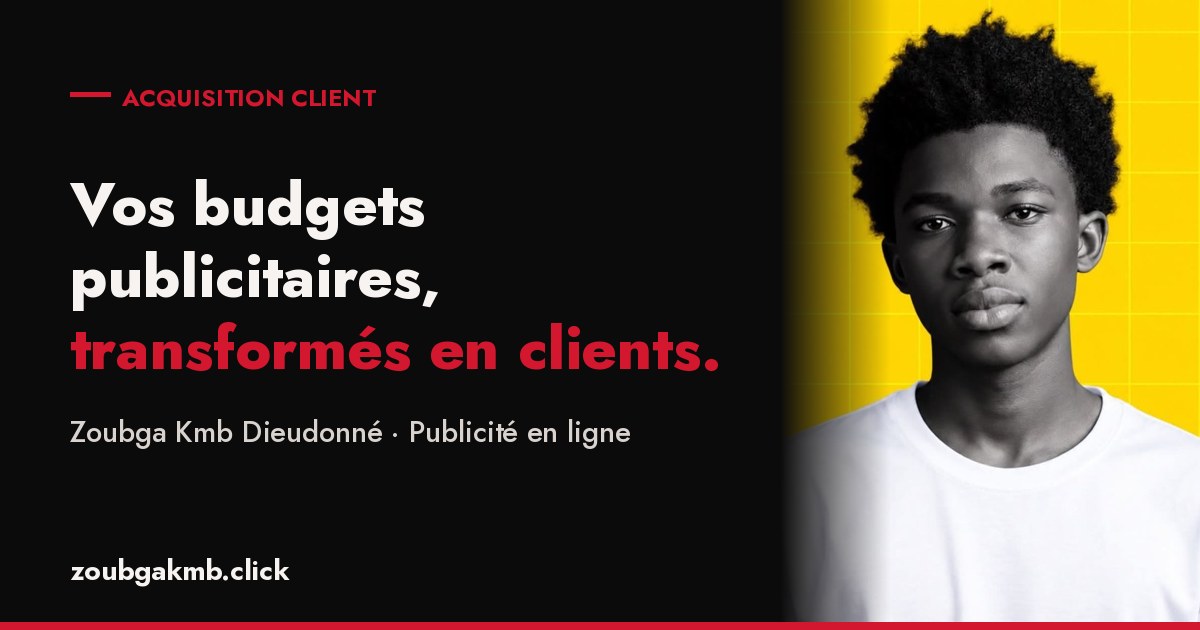 ACQUISITION CLIENT
Vos budgets
publicitaires,
transformés en clients.
Zoubga Kmb Dieudonné · Publicité en ligne
zoubgakmb.click